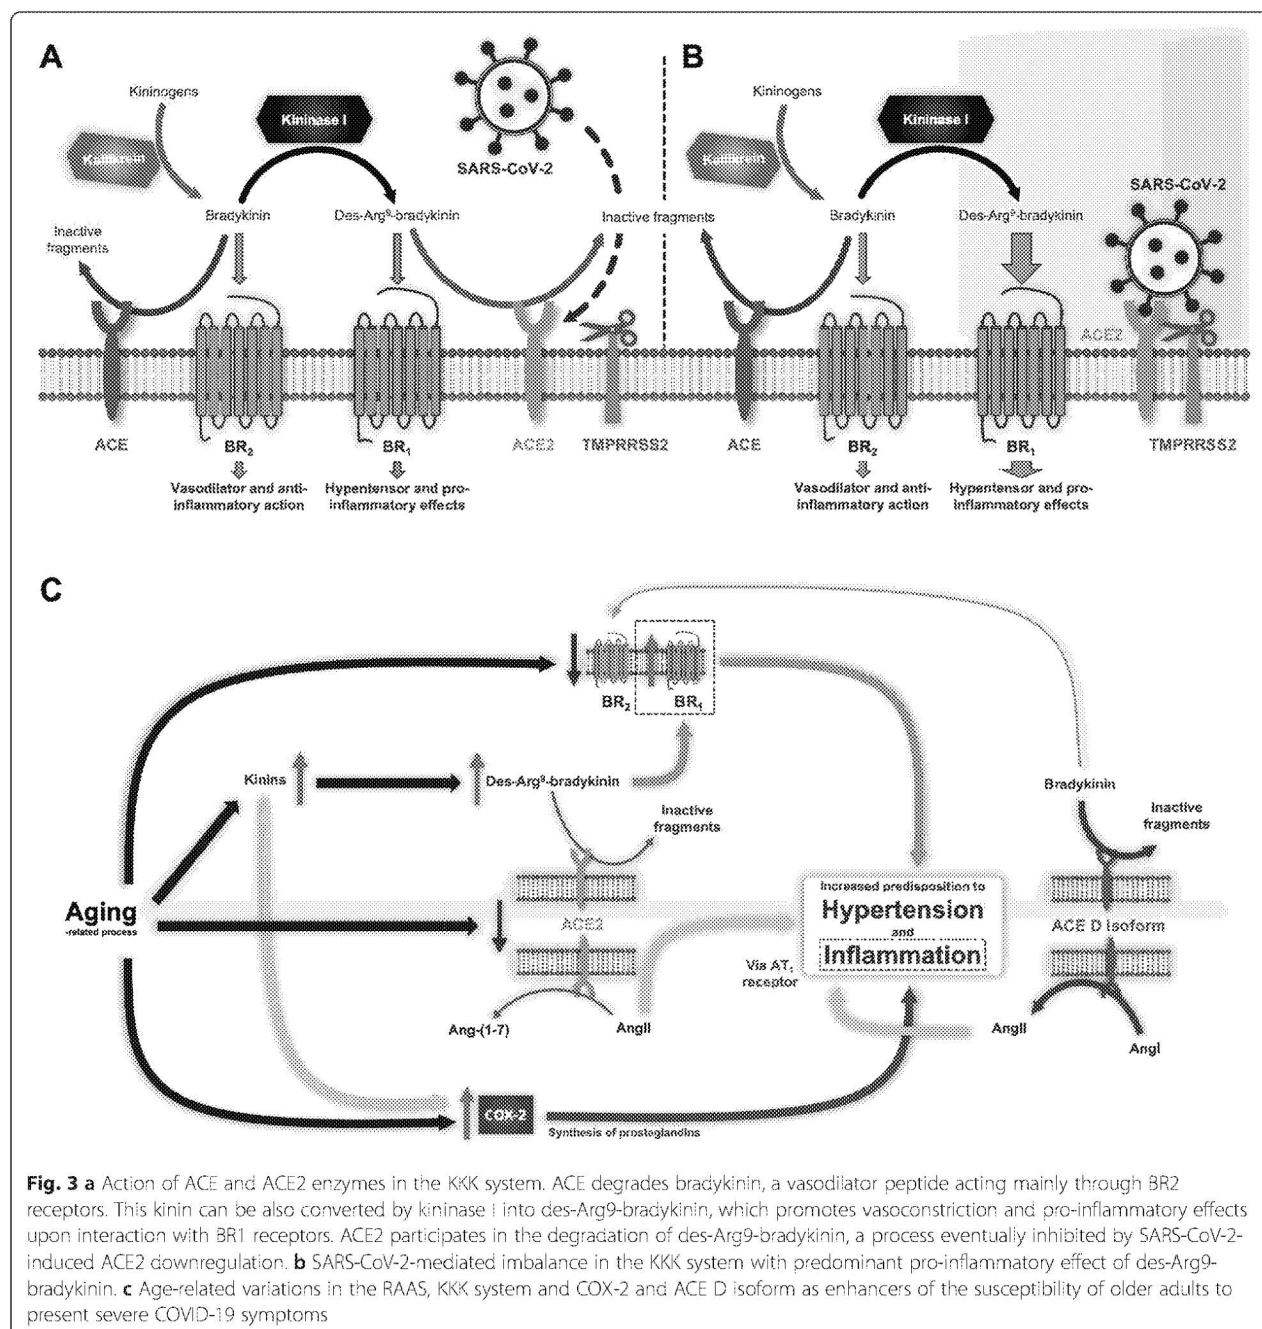 A
B
Kininogens
Kininase I
SARS-CoV-2
Kallikrein
Bradykinin
Des-Arg⁹-bradykinin
Inactive fragments
Inactive
fragments
ACE
BR₂
BR₁
ACE2
TMPRRSS2
Vasodilator and anti-
inflammatory action
Hypentensor and pro-
inflammatory effects
Kininogens
Kininase I
Kallikrein
SARS-CoV-2
Bradykinin
Des-Arg⁹-bradykinin
ACE2
ACE
BR₂
BR₁
TMPRRSS2
Vasodilator and anti-
inflammatory action
Hypentensor and pro-
inflammatory effects
C
BR₂
BR₁
Kinins
Des-Arg⁹-bradykinin
Inactive
fragments
Bradykinin
Inactive
fragments
Aging
-related process
ACE2
Increased predisposition to
Hypertension
and
Inflammation
ACE D isoform
Via AT₁
receptor
Ang-(1-7)
AngII
AngII
AngI
COX-2
Synthesis of prosteglandins
Fig. 3 a Action of ACE and ACE2 enzymes in the KKK system. ACE degrades bradykinin, a vasodilator peptide acting mainly through BR2
receptors. This kinin can be also converted by kininase I into des-Arg9-bradykinin, which promotes vasoconstriction and pro-inflammatory effects
upon interaction with BR1 receptors. ACE2 participates in the degradation of des-Arg9-bradykinin, a process eventually inhibited by SARS-CoV-2-
induced ACE2 downregulation. b SARS-CoV-2-mediated imbalance in the KKK system with predominant pro-inflammatory effect of des-Arg9-
bradykinin. c Age-related variations in the RAAS, KKK system and COX-2 and ACE D isoform as enhancers of the susceptibility of older adults to
present severe COVID-19 symptoms